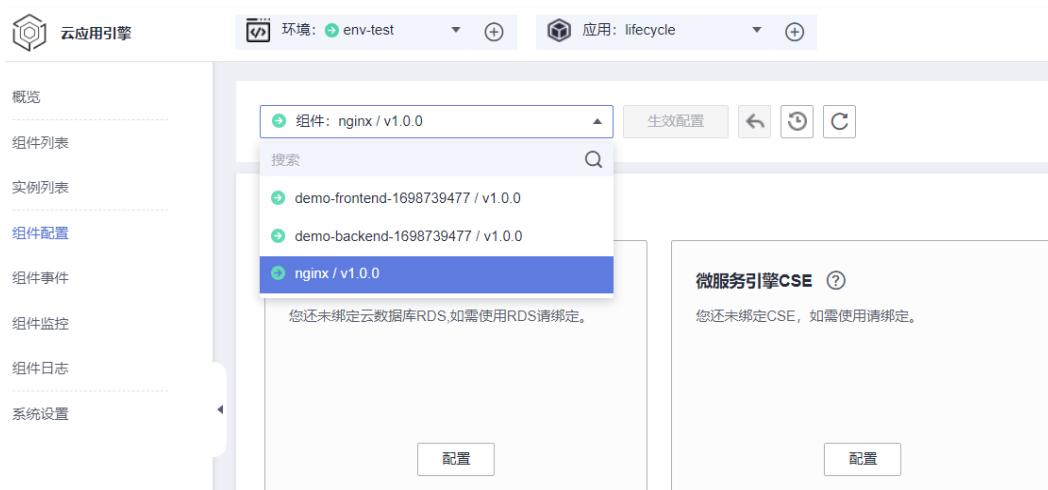 云应用引擎
环境： env-test
应用：lifecycle
概览
组件列表
实例列表
组件配置
组件事件
组件监控
组件日志
系统设置
组件：nginx / v1.0.0
生效配置
搜索
demo-frontend-1698739477 / v1.0.0
demo-backend-1698739477 / v1.0.0
nginx / v1.0.0
您还未绑定云数据库RDS,如需使用RDS请绑定。
配置
微服务引擎CSE
您还未绑定CSE，如需使用请绑定。
配置